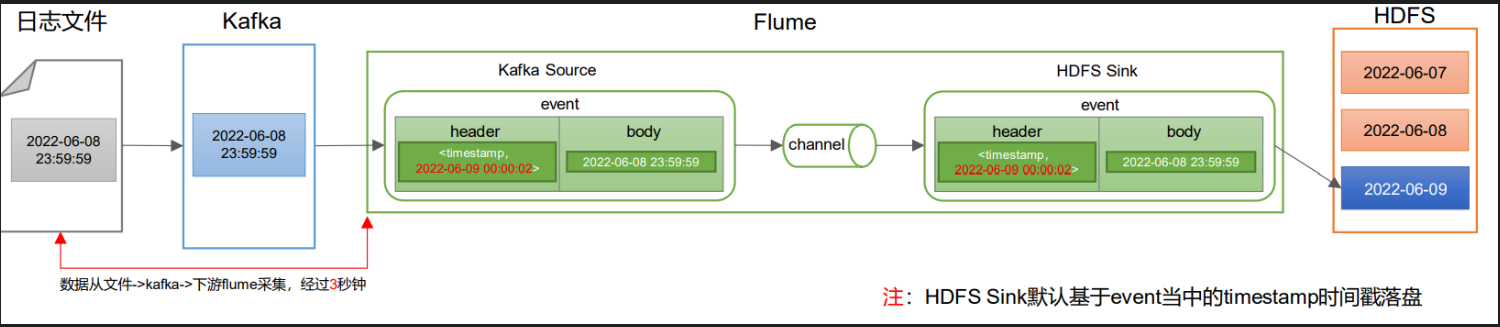 日志文件
2022-06-08
23:59:59
Kafka
2022-06-08
23:59:59
Flume
Kafka Source
event
header
body
<timestamp,
2022-06-09 00:00:02>
2022-06-08 23:59:59
channel
HDFS Sink
event
header
body
<timestamp,
2022-06-09 00:00:02>
2022-06-08 23:59:59
HDFS
2022-06-07
2022-06-08
2022-06-09
数据从文件->kafka->下游flume采集，经过3秒钟
注：HDFS Sink默认基于event当中的timestamp时间戳落盘